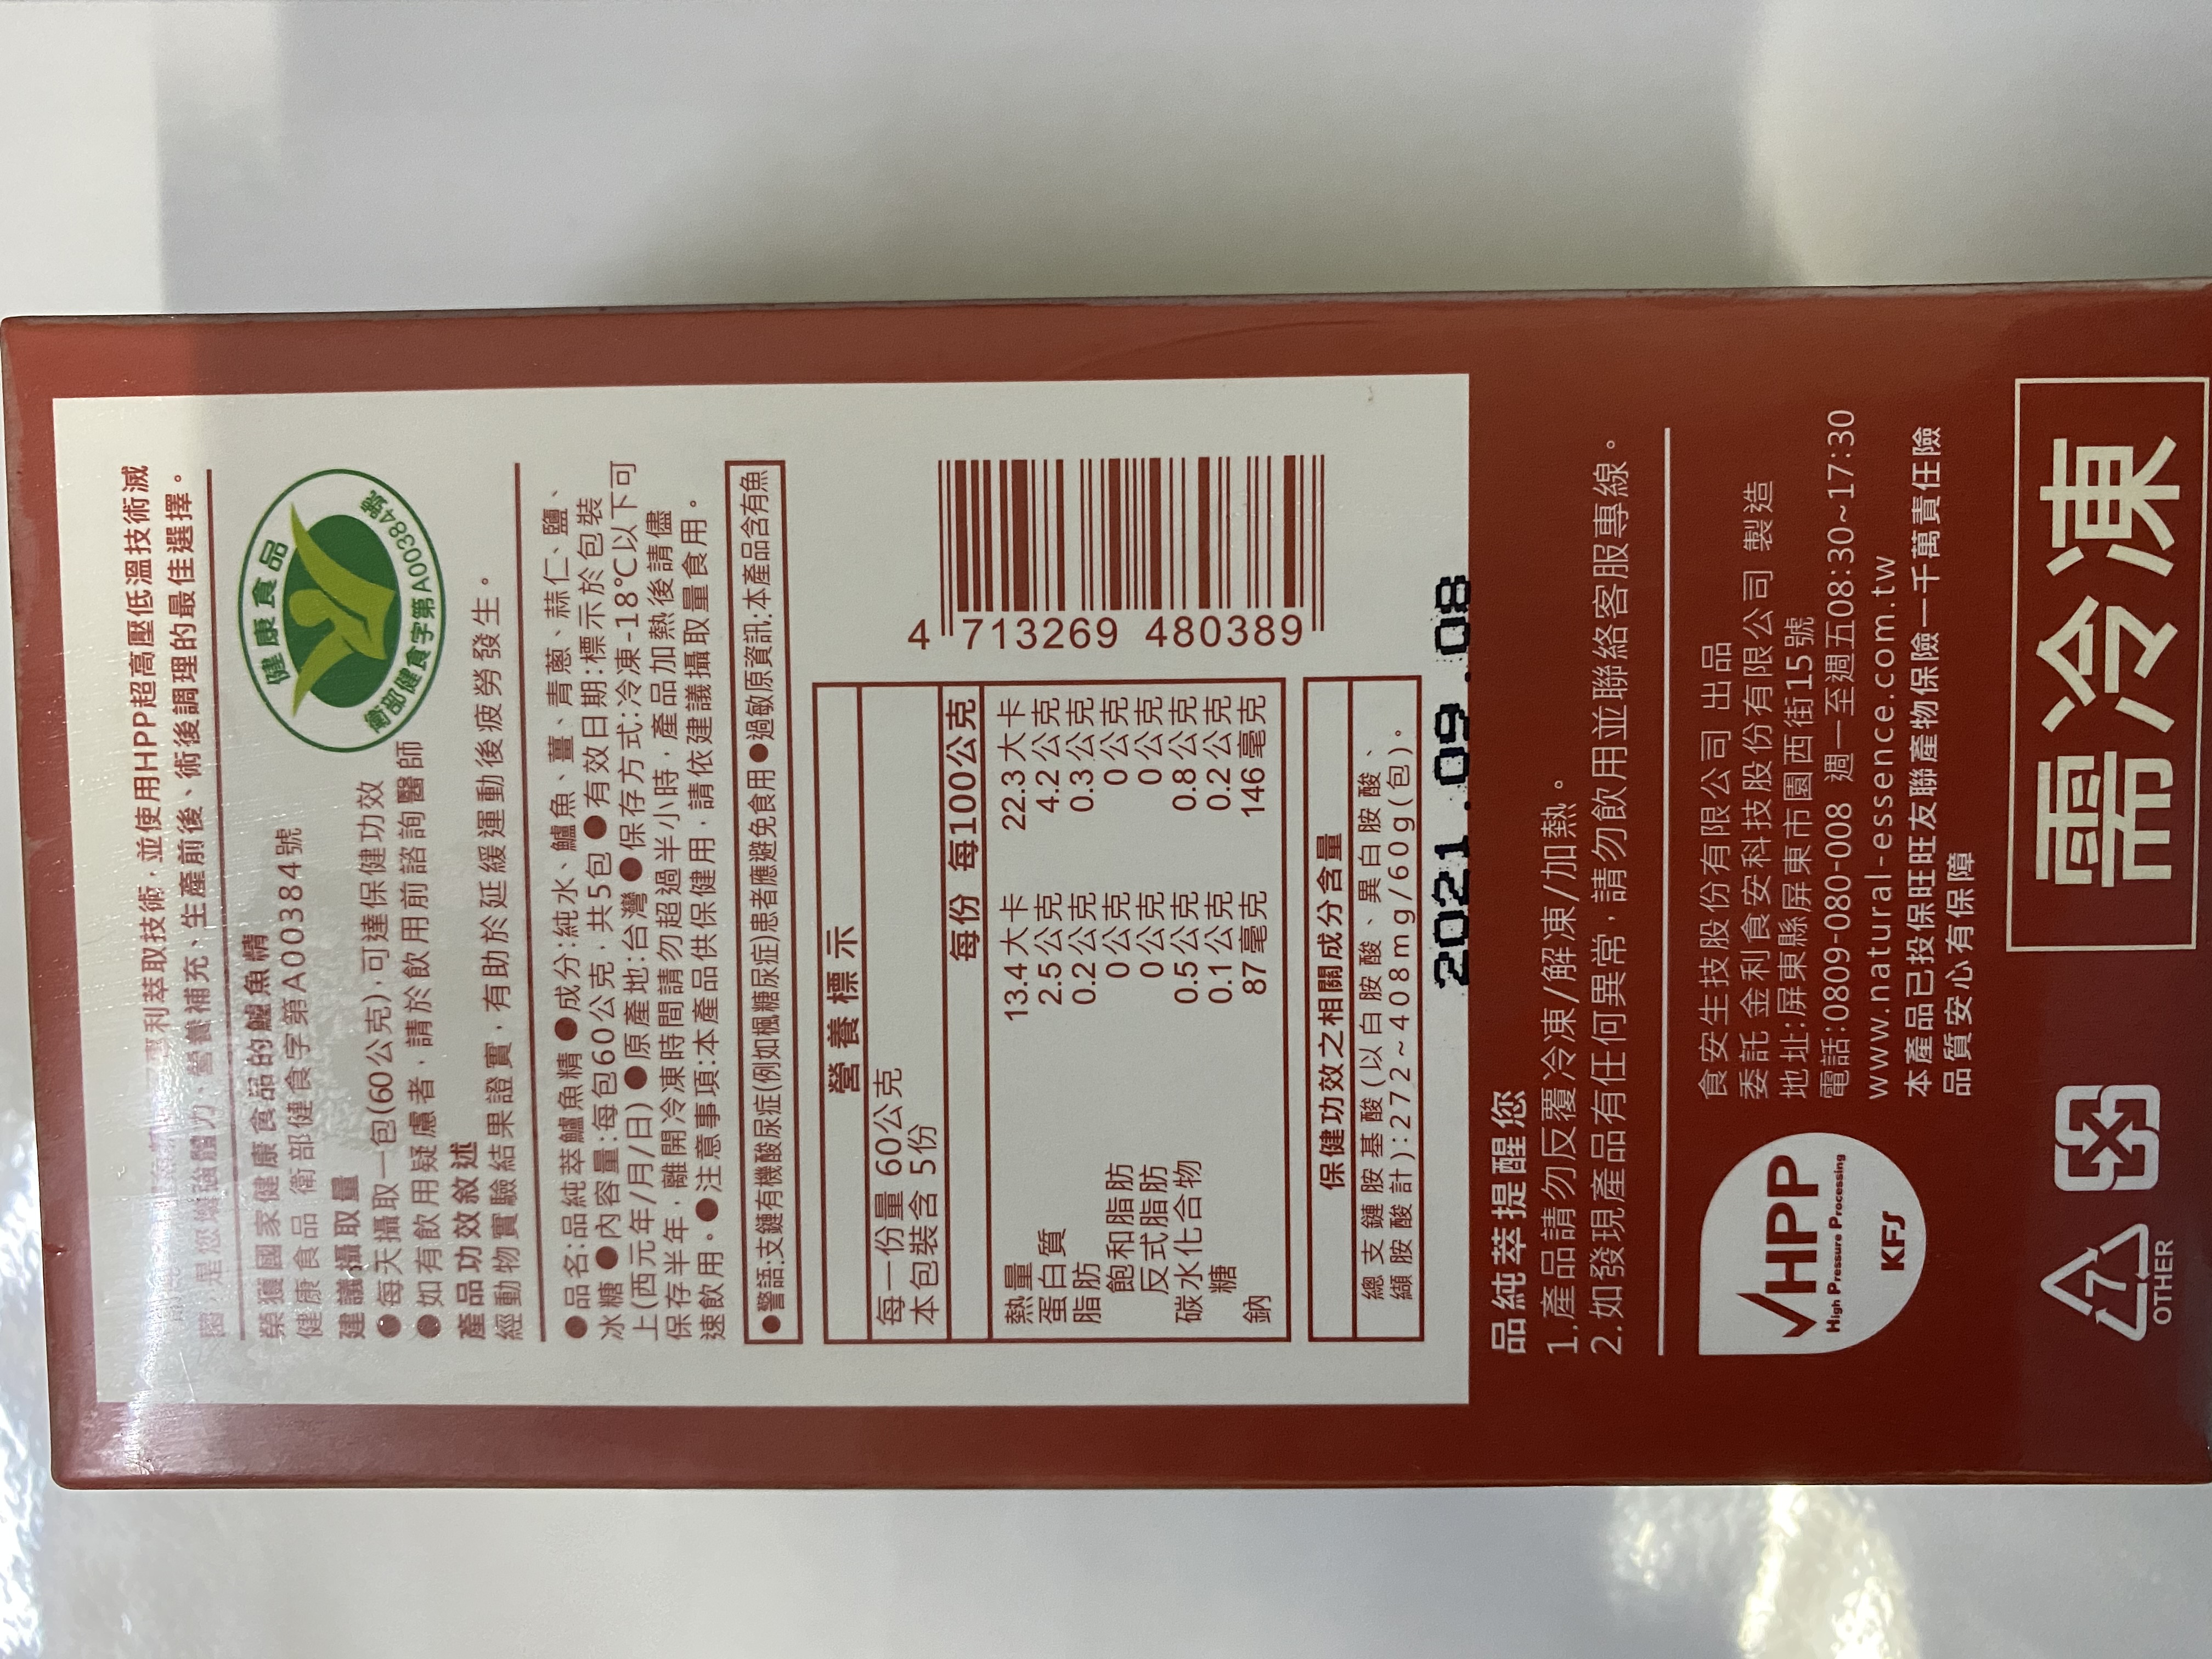 專利萃取技術，並使用HPP超高壓低溫技術滅
菌，是您增強體力、營養補充、生產前後、術後調理的最佳選擇。
榮獲國家健康食品的鱸魚精
健康食品 衛部健食字第A00384號
建議攝取量
●每天攝取一包(60公克)，可達保健功效
●如有飲用疑慮者，請於飲用前諮詢醫師
產品功效敘述
經動物實驗結果證實，有助於延緩運動後疲勞發生。
健康食品
衛部健食字第A00384號
●品名:品純萃鱸魚精 ●成分:純水、鱸魚、薑、青蔥、蒜仁、鹽、
冰糖 ●內容量:每包60公克，共5包 ●有效日期:標示於包裝
上(西元年/月/日) ●原產地:台灣 ●保存方式:冷凍-18℃以下可
保存半年，離開冷凍時間請勿超過半小時，產品加熱後請儘
速飲用。●注意事項:本產品供保健用，請依建議攝取量食用。
●警語:支鏈有機酸尿症(例如楓糖尿症)患者應避免食用 ●過敏原資訊:本產品含有魚
營養標示
每一份量 60公克
本包裝含 5份
每份 每100公克
熱量 13.4大卡 22.3大卡
蛋白質 2.5公克 4.2公克
脂肪 0.2公克 0.3公克
飽和脂肪 0公克 0公克
反式脂肪 0公克 0公克
碳水化合物 0.5公克 0.8公克
糖 0.1公克 0.2公克
鈉 87毫克 146毫克
4 713269 480389
保健功效之相關成分含量
總支鏈胺基酸(以白胺酸、異白胺酸、
纈胺酸計):272~408mg/60g(包)。
2021.09.08
品純萃提醒您
1.產品請勿反覆冷凍/解凍/加熱。
2.如發現產品有任何異常，請勿飲用並聯絡客服專線。
HPP
High Pressure Processing
KFS
食安生技股份有限公司 出品
委託 金利食安科技股份有限公司 製造
地址:屏東縣屏東市園西街15號
電話:0809-080-008 週一至週五08:30~17:30
www.natural-essence.com.tw
本產品已投保旺旺友聯產物保險一千萬責任險
品質安心有保障
7
OTHER
需冷凍